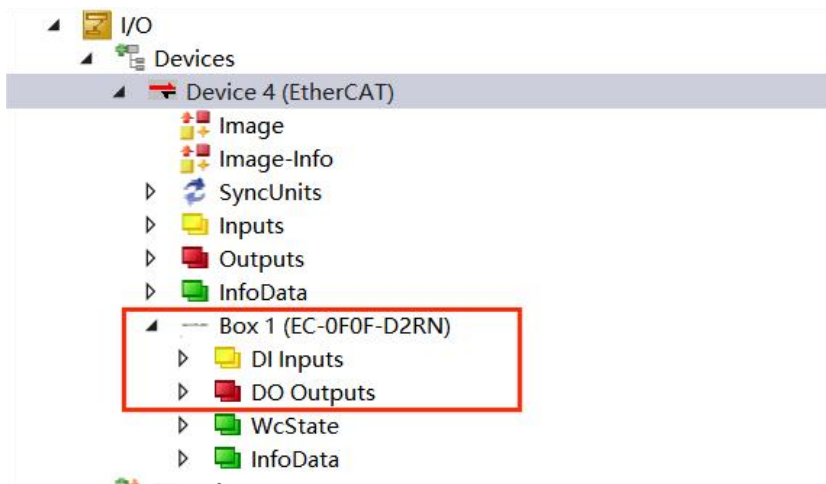 I/O
Devices
Device 4 (EtherCAT)
Image
Image-Info
SyncUnits
Inputs
Outputs
InfoData
Box 1 (EC-0F0F-D2RN)
DI Inputs
DO Outputs
WcState
InfoData